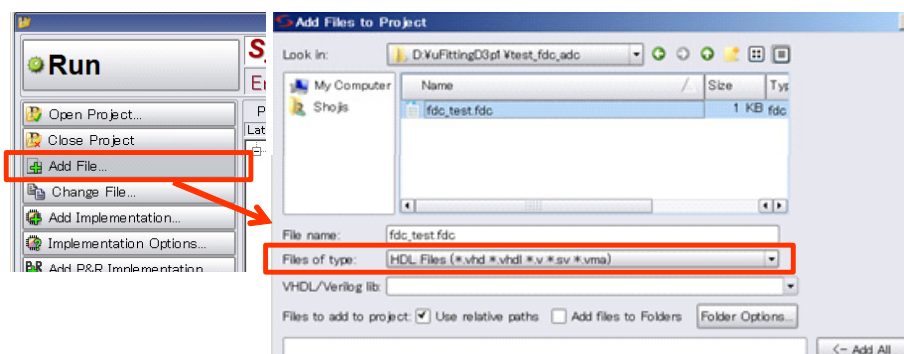 Add Files to Project
Run
S
Er
Look in:
D:¥uFittingD3p1¥test_fdc_adc
My Computer
Shojis
Name
Size
fdc_test.fdc
1 KB
fdc
Open Project...
P
Close Project
Lat
Add File...
Change File...
Add Implementation...
Implementation Options...
P&R Add P&R Implementation
File name:
fdc_test.fdc
Files of type:
HDL Files (*.vhd *.vhdl *.v *.sv *.vma)
VHDL/Verilog lib:
Files to add to project:
Use relative paths
Add files to Folders
Folder Options...
<- Add All